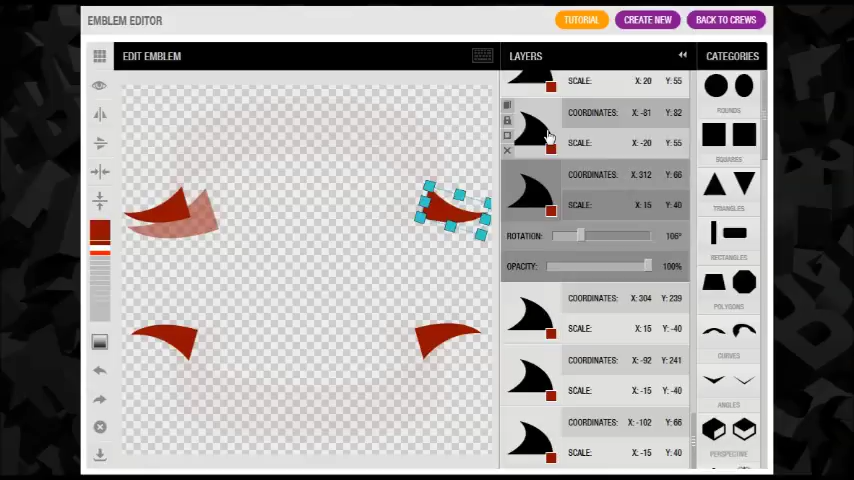 EMBLEM EDITOR
TUTORIAL
CREATE NEW
BACK TO CREWS
EDIT EMBLEM
LAYERS
CATEGORIES
SCALE: X: 20 Y: 55
COORDINATES: X: -81 Y: 82
SCALE: X: -20 Y: 55
COORDINATES: X: 312 Y: 66
SCALE: X: 15 Y: 40
ROTATION: 106°
OPACITY: 100%
COORDINATES: X: 304 Y: 239
SCALE: X: 15 Y: -40
COORDINATES: X: -92 Y: 241
SCALE: X: -15 Y: -40
COORDINATES: X: -102 Y: 66
SCALE: X: -15 Y: 40
ROUNDS
SQUARES
TRIANGLES
RECTANGLES
POLYGONS
CURVES
ANGLES
PERSPECTIVE